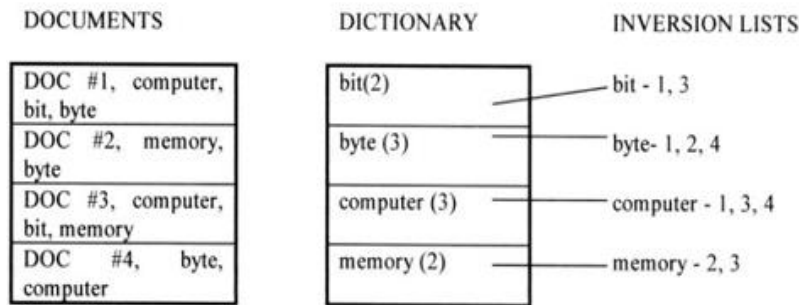 DOCUMENTS
DOC #1, computer,
bit, byte
DOC #2, memory,
byte
DOC #3, computer,
bit, memory
DOC #4, byte,
computer
DICTIONARY
bit(2)
byte (3)
computer (3)
memory (2)
INVERSION LISTS
bit - 1, 3
byte- 1, 2, 4
computer - 1, 3, 4
memory - 2, 3